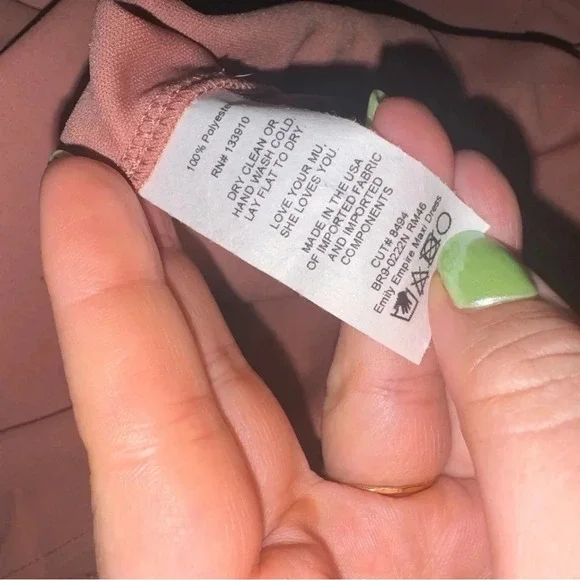 100% Polyester
RN# 133910
DRY CLEAN OR
HAND WASH COLD.
LAY FLAT TO DRY
LOVE YOUR MU,
SHE LOVES YOU.
MADE IN THE USA
OF IMPORTED FABRIC
AND IMPORTED
COMPONENTS
CUT# 8494
BR9-0222N RM46
Emily Empire Maxi Dress